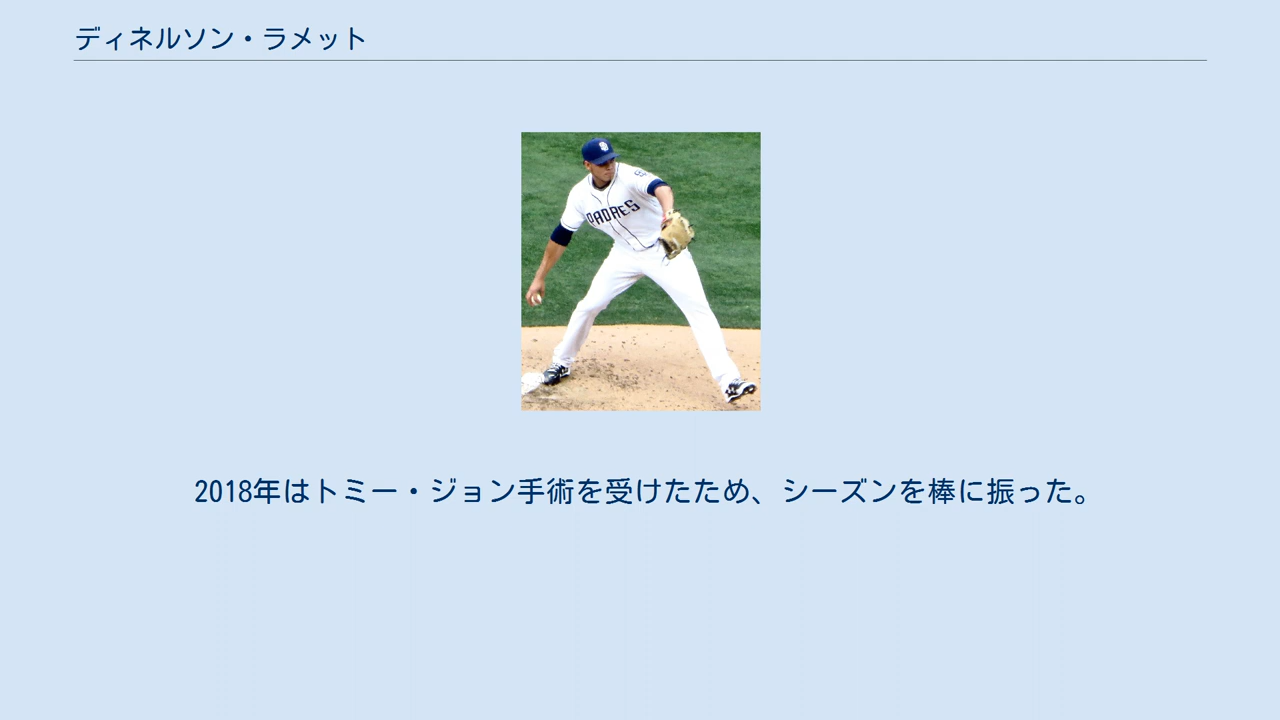 ディネルソン・ラメット
PADRES
2018年はトミー・ジョン手術を受けたため、シーズンを棒に振った。